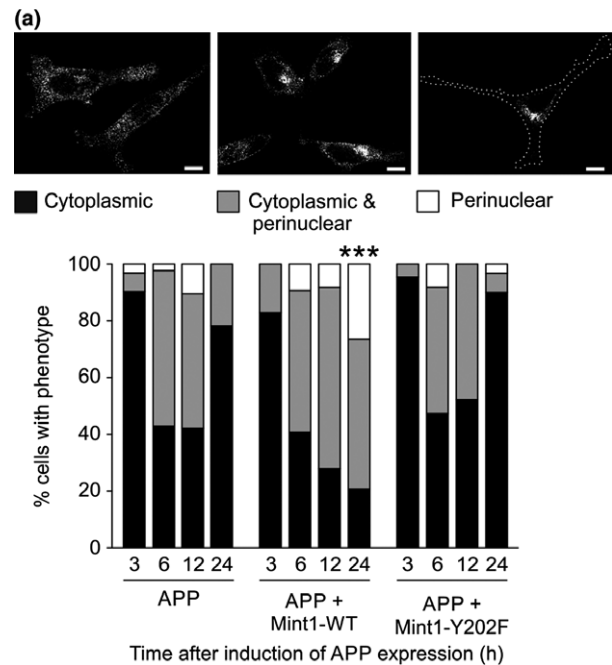 (a)
Cytoplasmic
Cytoplasmic &
perinuclear
Perinuclear
***
% cells with phenotype
100
80
60
40
20
0
3 6 12 24 3 6 12 24 3 6 12 24
APP
APP +
Mint1-WT
APP +
Mint1-Y202F
Time after induction of APP expression (h)